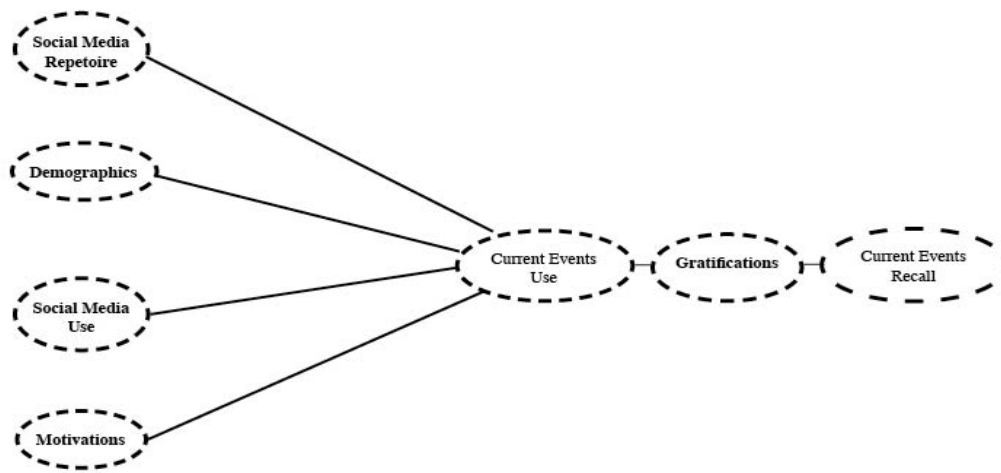 Social Media
Repetoire
Demographics
Social Media
Use
Motivations
Current Events
Use
Gratifications
Current Events
Recall